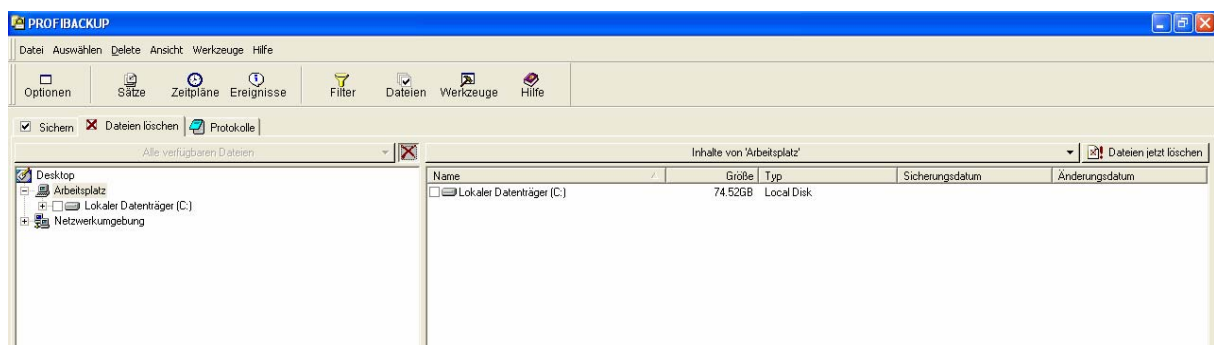 PROFIBACKUP
Datei Auswählen Delete Ansicht Werkzeuge Hilfe
Optionen Sätze Zeitpläne Ereignisse Filter Dateien Werkzeuge Hilfe
Sichern Dateien löschen Protokolle
Alle verfügbaren Dateien Inhalte von 'Arbeitsplatz' Dateien jetzt löschen
Desktop
Arbeitsplatz
Lokaler Datenträger (C:)
Netzwerkumgebung
Name Größe Typ Sicherungsdatum Änderungsdatum
Lokaler Datenträger (C:) 74.52GB Local Disk